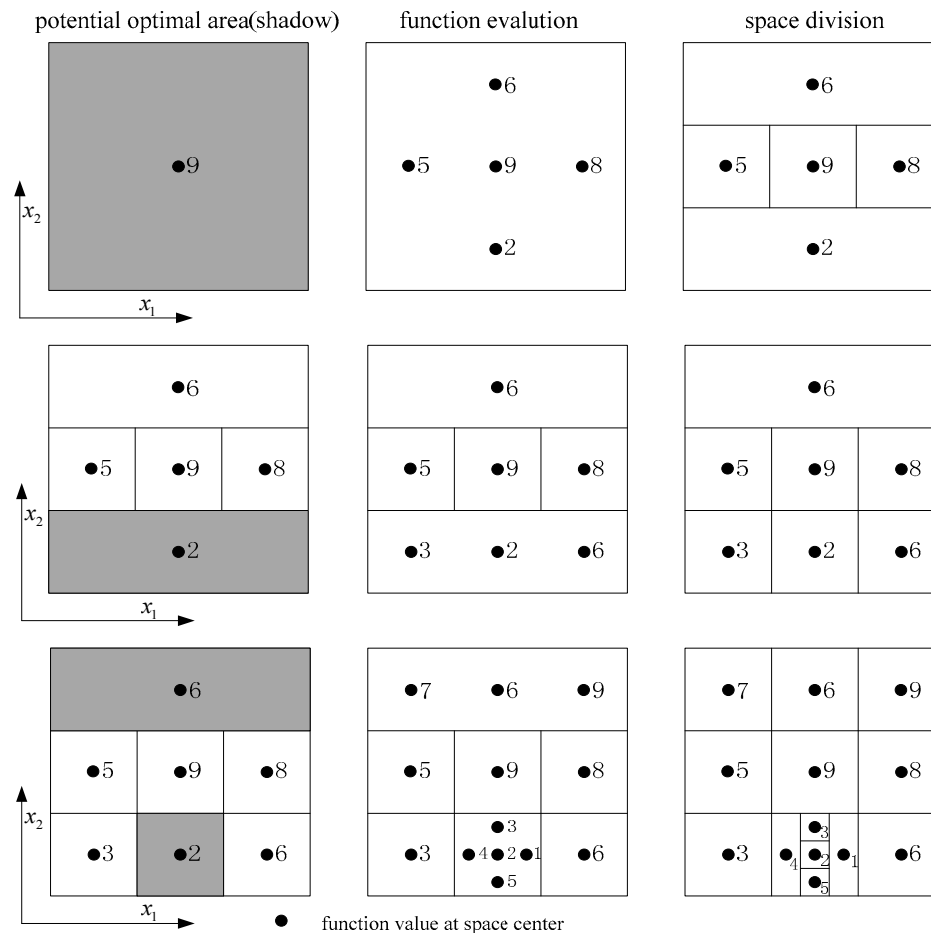 potential optimal area(shadow) function evalution space division
6 6
9 5 9 8 5 9 8
x2
2 2
x1
6 6 6
5 9 8 5 9 8 5 9 8
x2
2 3 2 6 3 2 6
x1
6 7 6 9 7 6 9
5 9 8 5 9 8 5 9 8
x2
3 3
3 2 6 3 4 2 1 6 3 4 2 1 6
5 5
x1
function value at space center